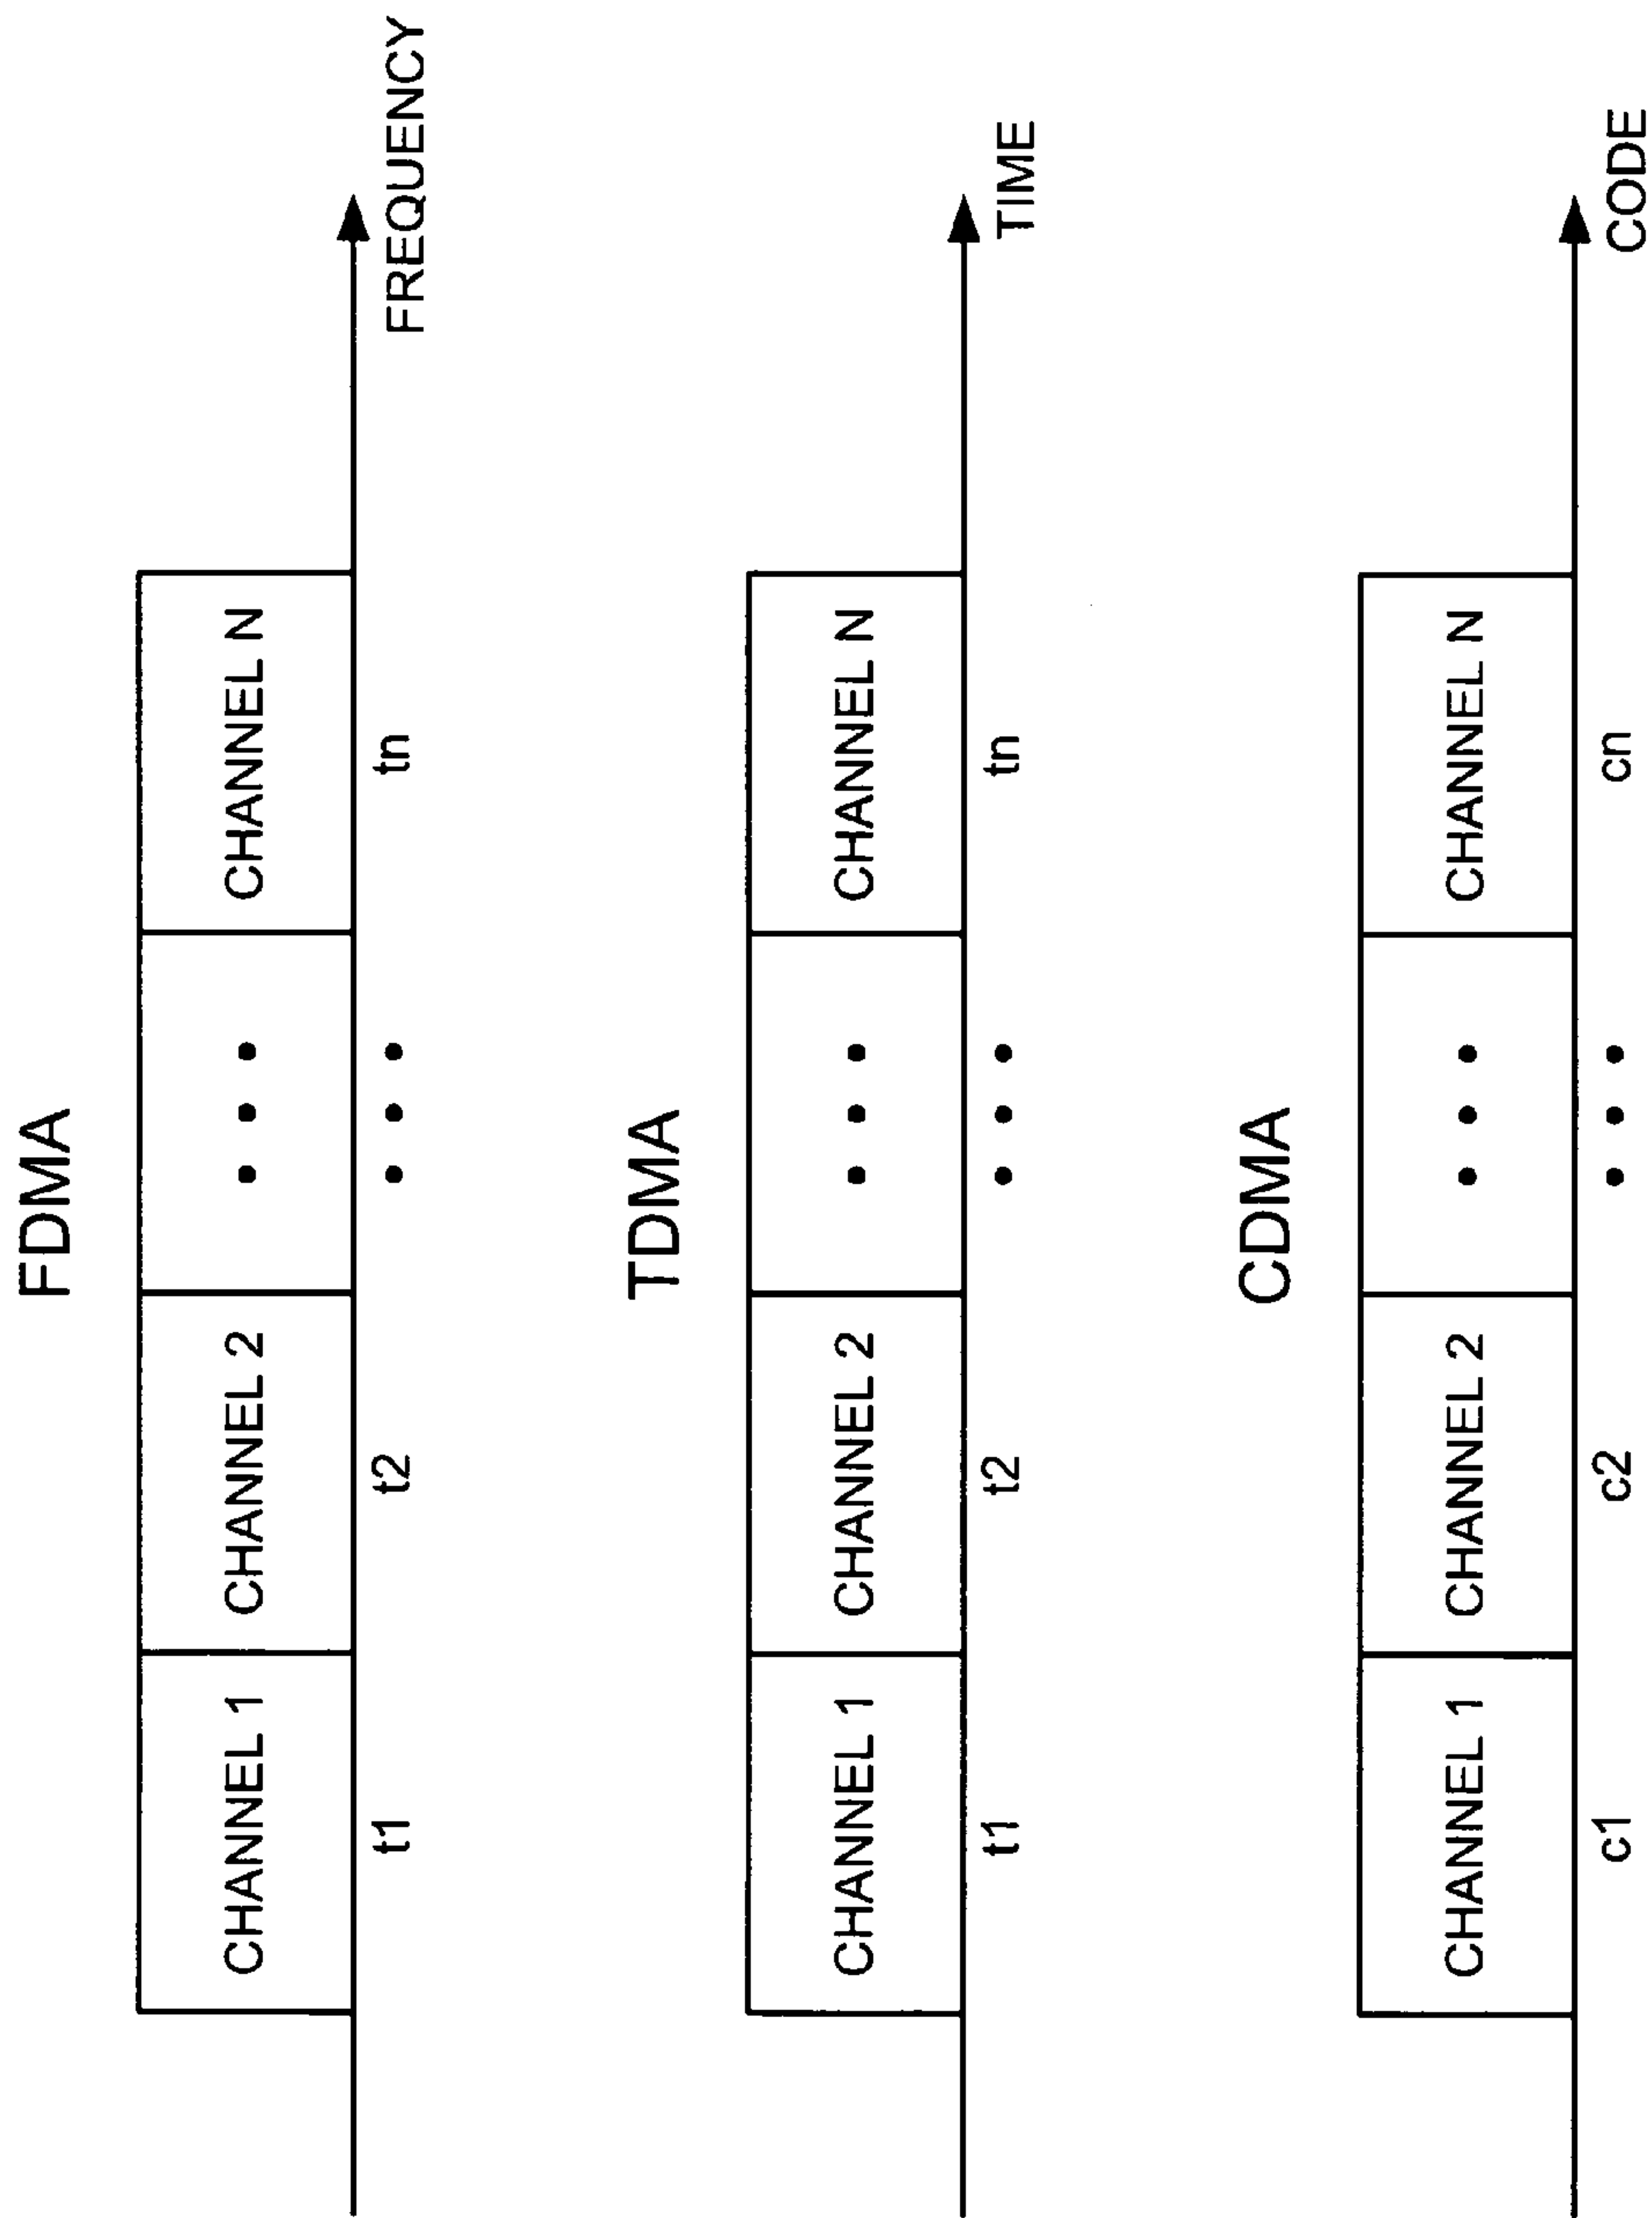 FDMA
CHANNEL 1 CHANNEL 2 • • • CHANNEL N
t1 t2 • • • tn
FREQUENCY
TDMA
CHANNEL 1 CHANNEL 2 • • • CHANNEL N
t1 t2 • • • tn
TIME
CDMA
CHANNEL 1 CHANNEL 2 • • • CHANNEL N
c1 c2 • • • cn
CODE